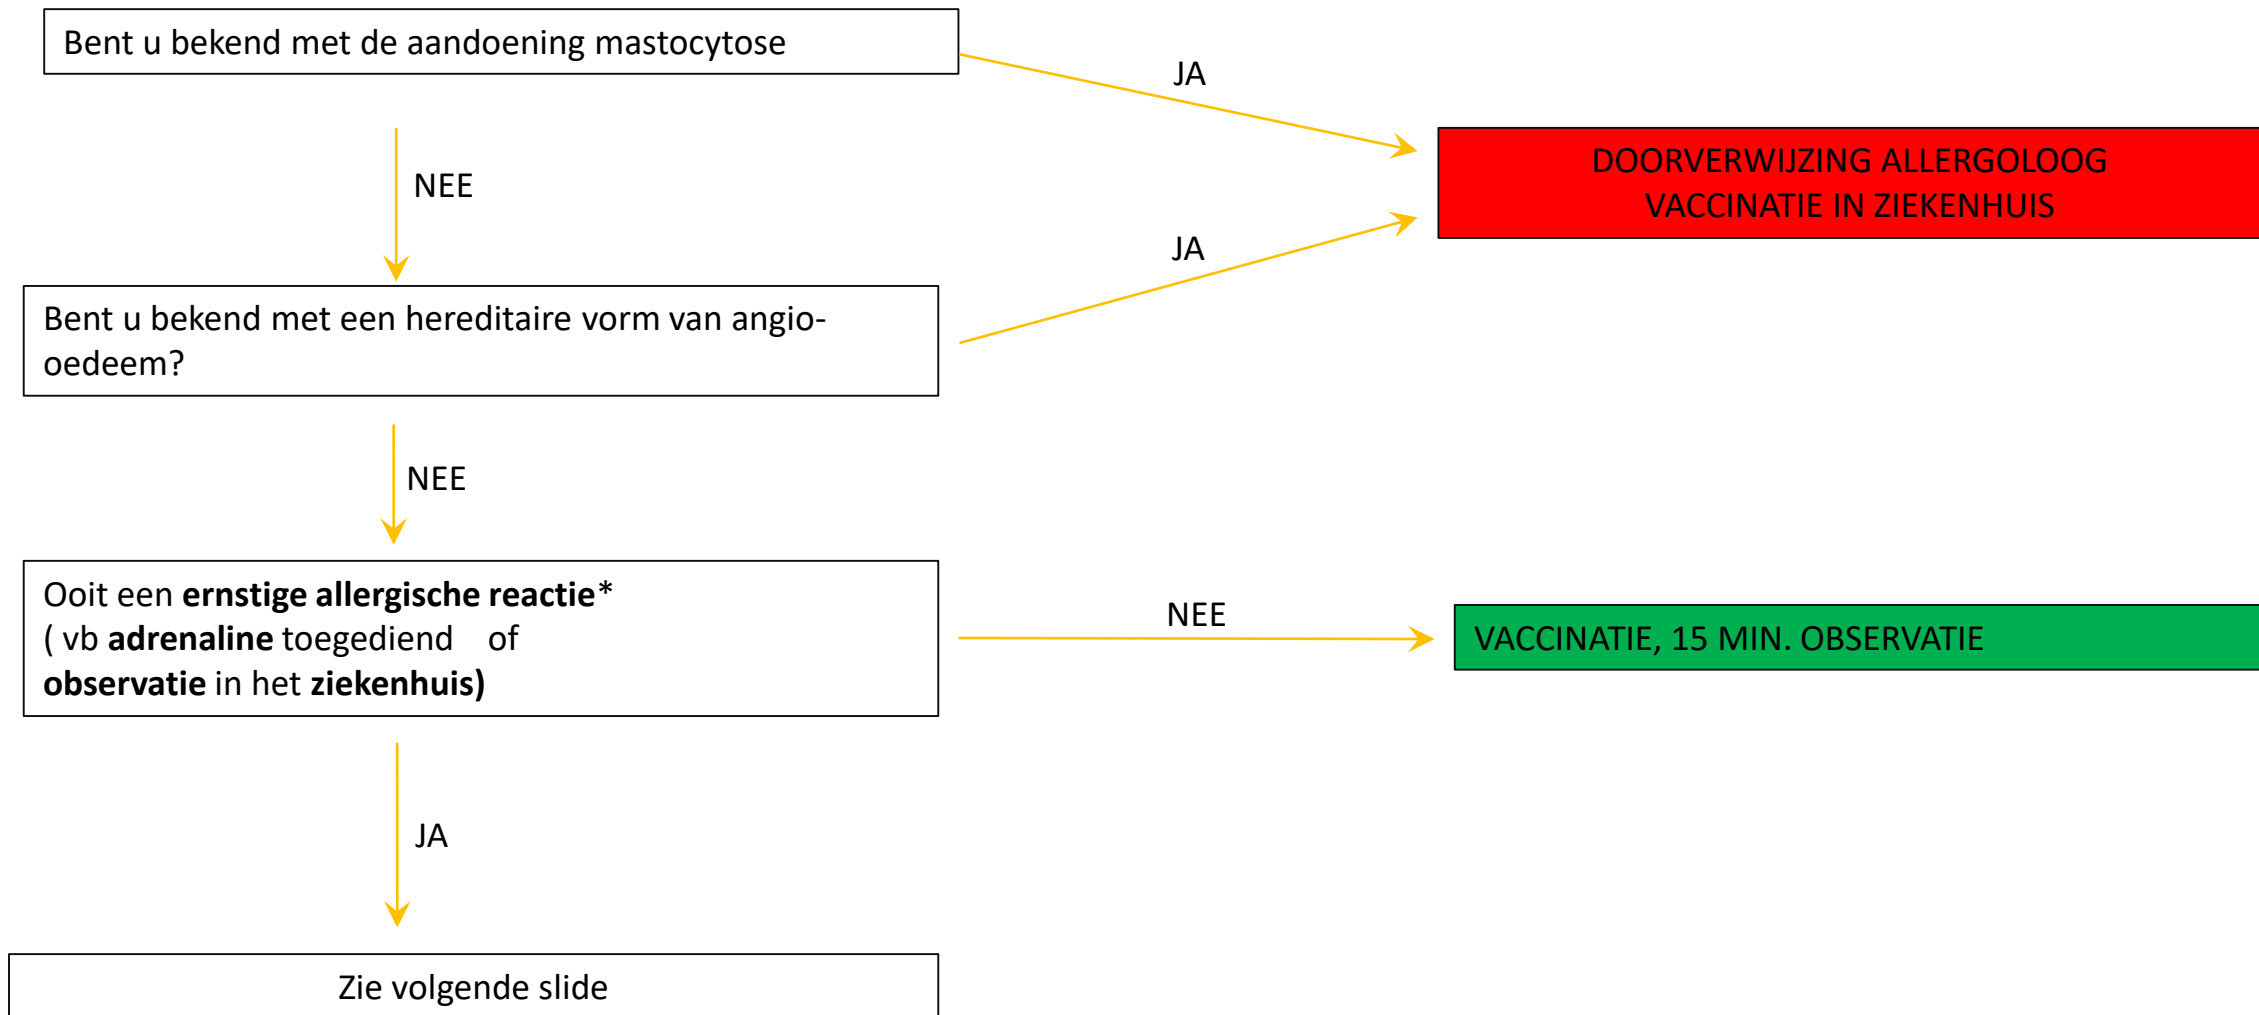 Bent u bekend met de aandoening mastocytose
JA
DOORVERWIJZING ALLERGOLOOG
VACCINATIE IN ZIEKENHUIS
NEE
JA
Bent u bekend met een hereditaire vorm van angio-
oedeem?
NEE
Ooit een ernstige allergische reactie*
( vb adrenaline toegediend of
observatie in het ziekenhuis)
NEE
VACCINATIE, 15 MIN. OBSERVATIE
JA
Zie volgende slide